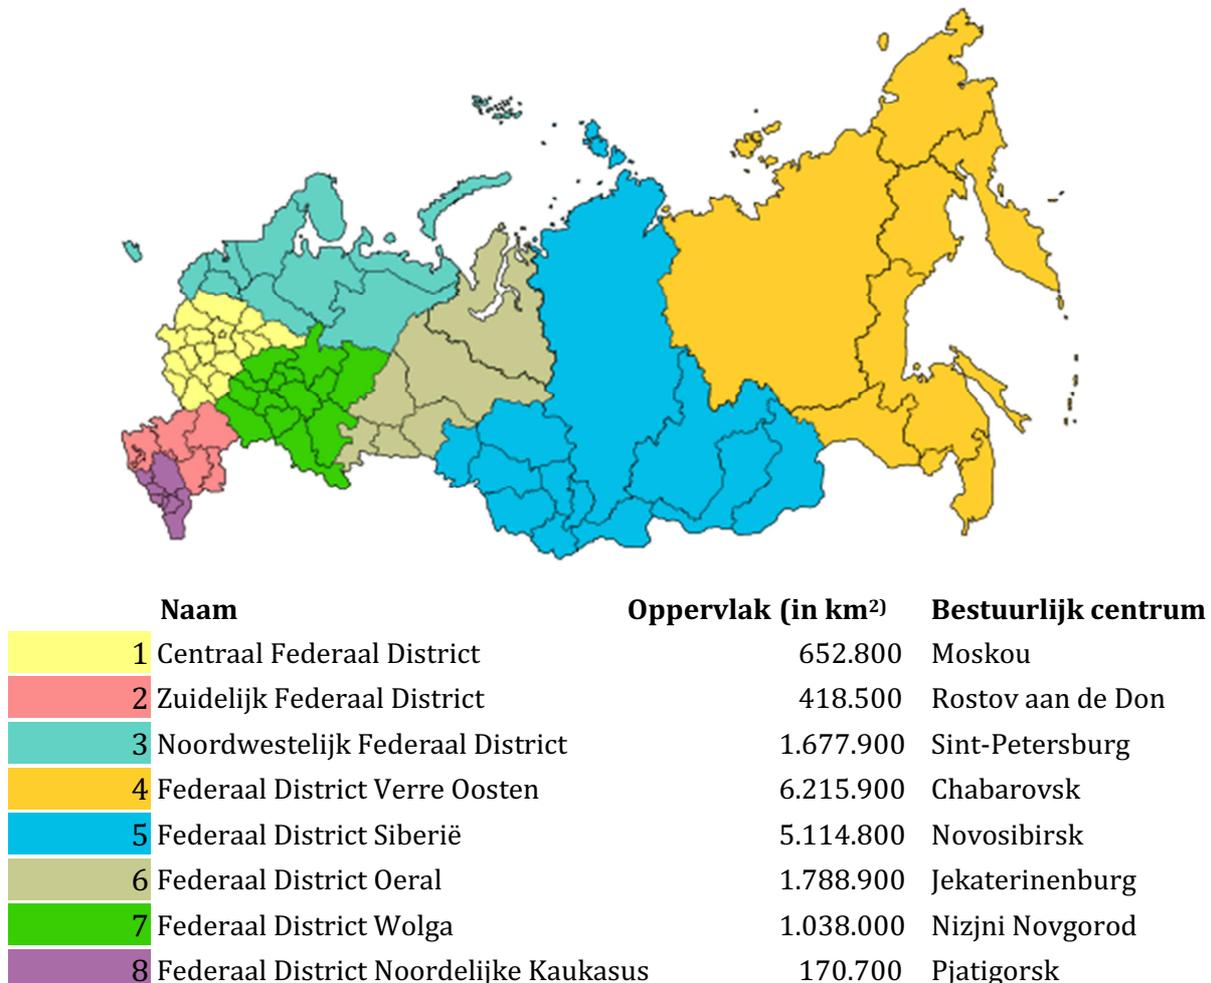 Naam Oppervlak (in km²) Bestuurlijk centrum
1 Centraal Federaal District 652.800 Moskou
2 Zuidelijk Federaal District 418.500 Rostov aan de Don
3 Noordwestelijk Federaal District 1.677.900 Sint-Petersburg
4 Federaal District Verre Oosten 6.215.900 Chabarovsk
5 Federaal District Siberië 5.114.800 Novosibirsk
6 Federaal District Oeral 1.788.900 Jekaterinenburg
7 Federaal District Wolga 1.038.000 Nizjni Novgorod
8 Federaal District Noordelijke Kaukasus 170.700 Pjatigorsk